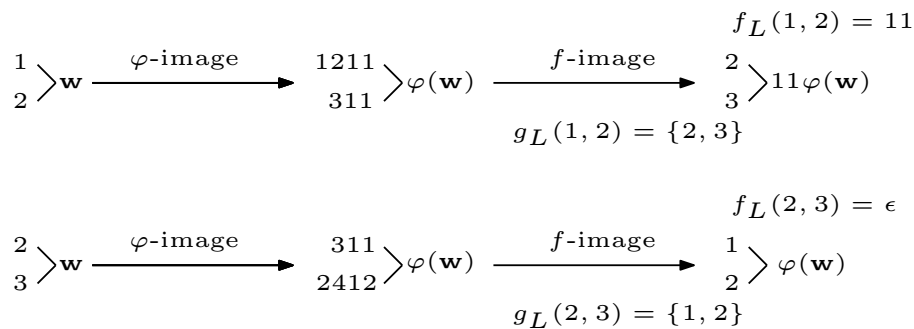 f_L(1, 2) = 11
1 2 w φ-image 1211 311 φ(w) f-image 2 3 11φ(w)
g_L(1, 2) = {2, 3}
f_L(2, 3) = ϵ
2 3 w φ-image 311 2412 φ(w) f-image 1 2 φ(w)
g_L(2, 3) = {1, 2}